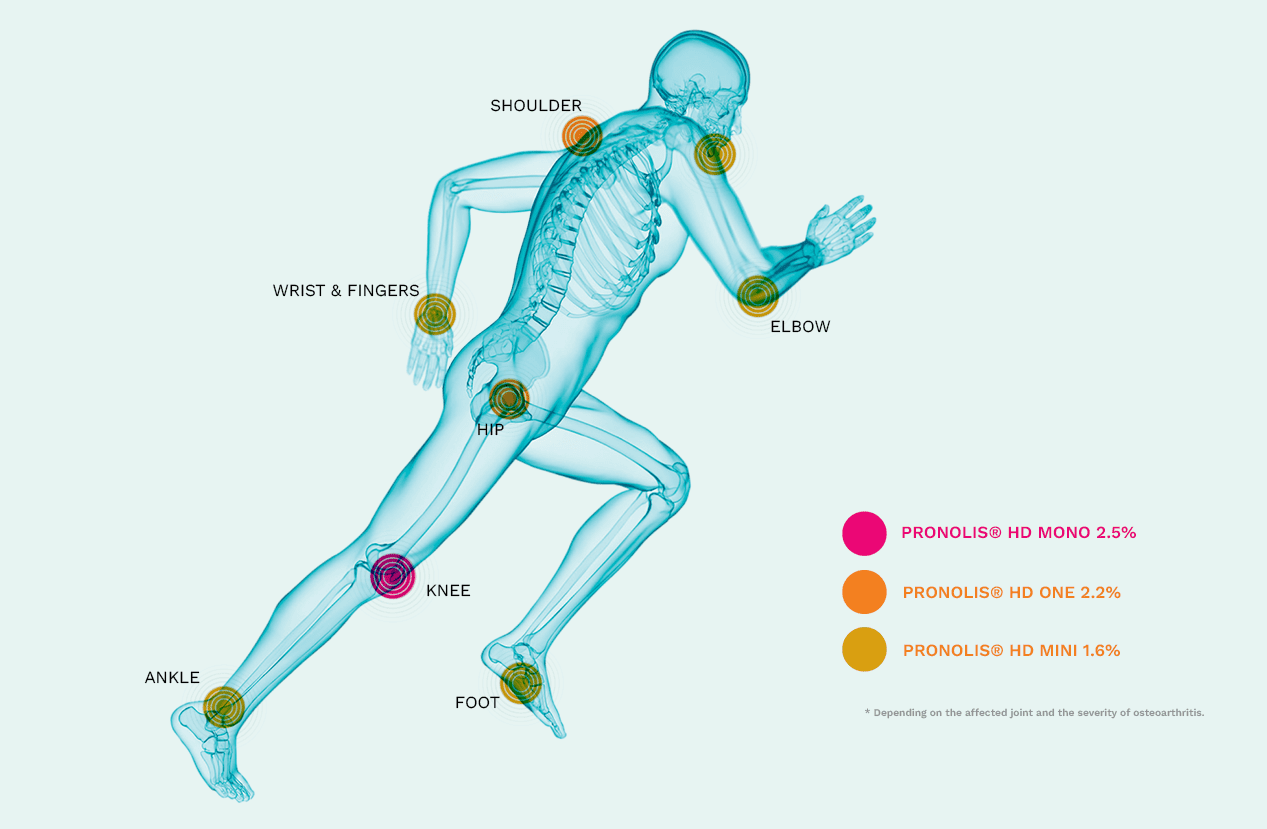 SHOULDER
WRIST & FINGERS
ELBOW
HIP
KNEE
ANKLE
FOOT
PRONOLIS® HD MONO 2.5%
PRONOLIS® HD ONE 2.2%
PRONOLIS® HD MINI 1.6%
* Depending on the affected joint and the severity of osteoarthritis.